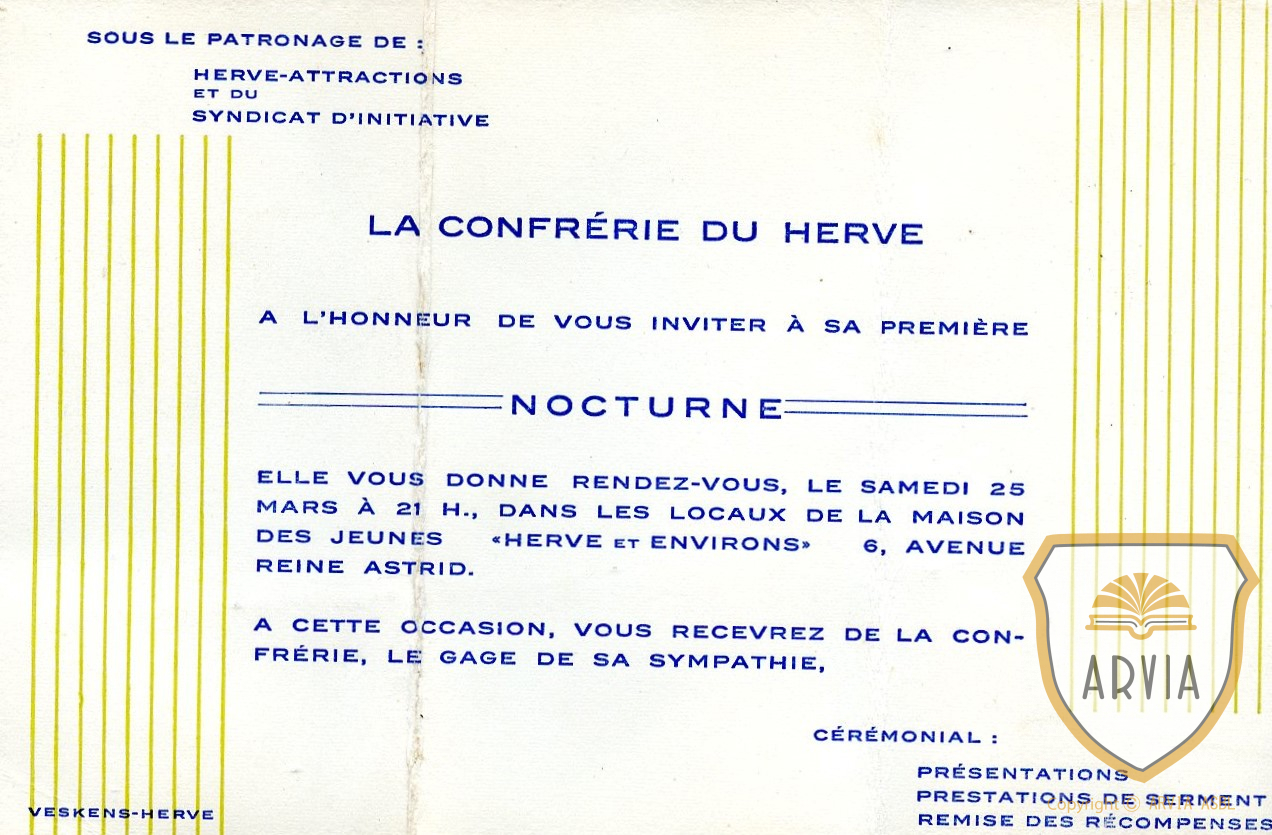 SOUS LE PATRONAGE DE :
HERVE-ATTRACTIONS
ET DU
SYNDICAT D'INITIATIVE
LA CONFRÉRIE DU HERVE
A L'HONNEUR DE VOUS INVITER À SA PREMIÈRE
NOCTURNE
ELLE VOUS DONNE RENDEZ-VOUS, LE SAMEDI 25
MARS À 21 H., DANS LES LOCAUX DE LA MAISON
DES JEUNES «HERVE ET ENVIRONS» 6, AVENUE
REINE ASTRID.
A CETTE OCCASION, VOUS RECEVREZ DE LA CON-
FRÉRIE, LE GAGE DE SA SYMPATHIE,
CÉRÉMONIAL :
PRÉSENTATIONS
PRESTATIONS DE SERMENT
REMISE DES RÉCOMPENSES
VESKENS-HERVE
ARVIA
Copyright © ARVIA ASBL